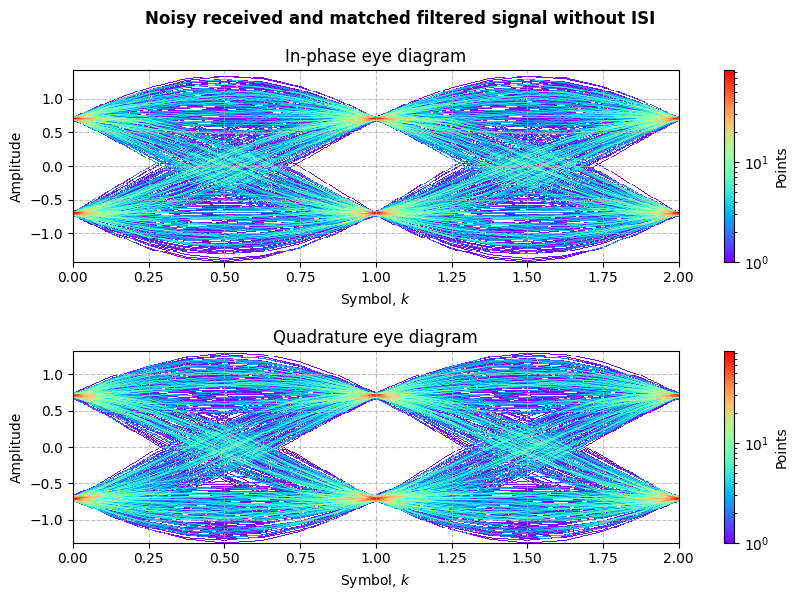 Noisy received and matched filtered signal without ISI
In-phase eye diagram
1.0
0.5
0.0
−0.5
−1.0
Amplitude
0.00 0.25 0.50 0.75 1.00 1.25 1.50 1.75 2.00
Symbol, k
10¹
10⁰
Points
Quadrature eye diagram
1.0
0.5
0.0
−0.5
−1.0
Amplitude
0.00 0.25 0.50 0.75 1.00 1.25 1.50 1.75 2.00
Symbol, k
10¹
10⁰
Points